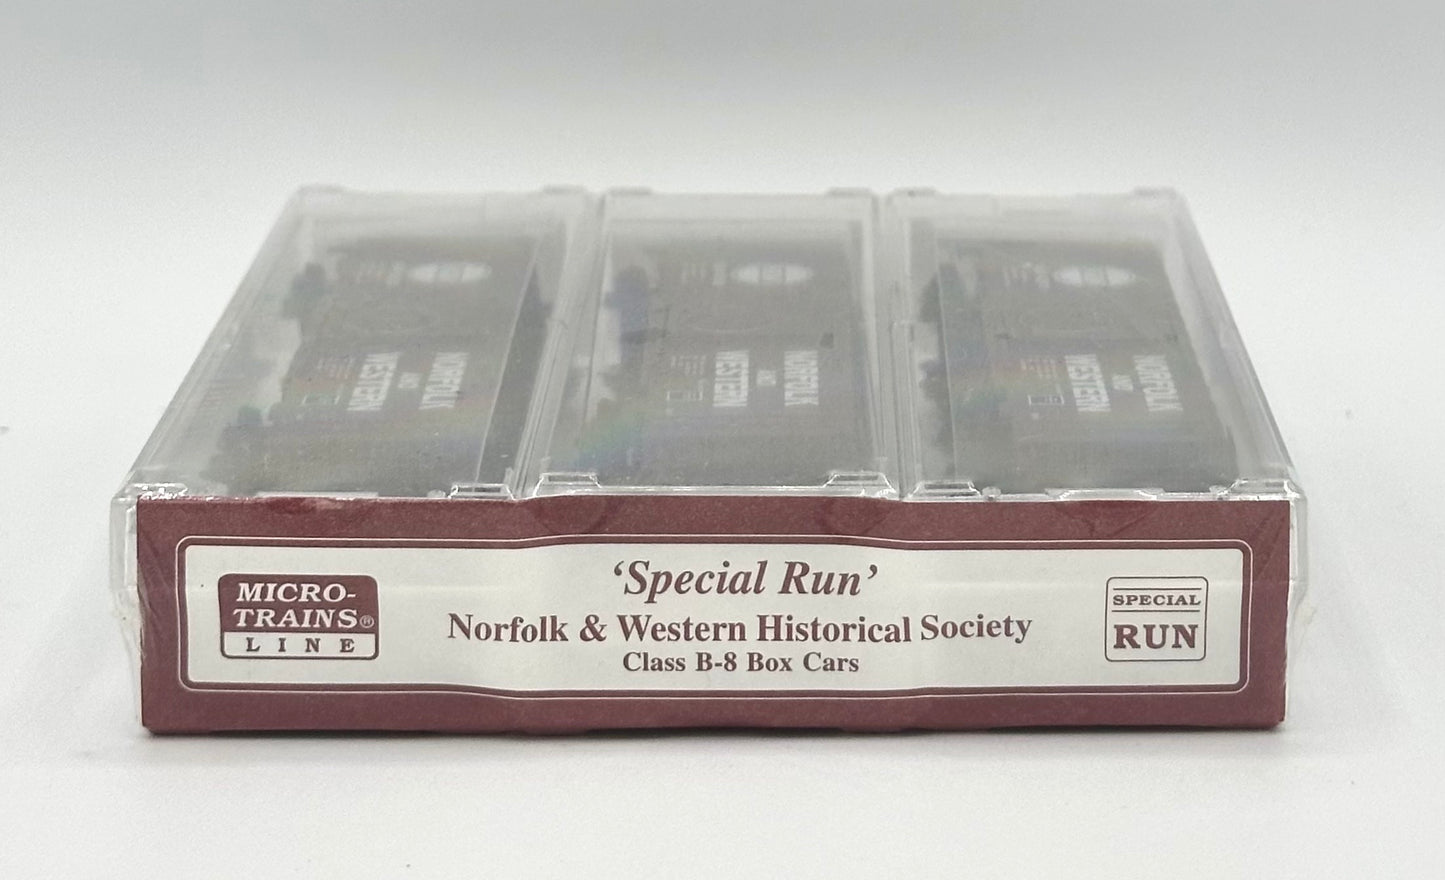 NORFOLK
AND
WESTERN
NORFOLK
AND
WESTERN
NORFOLK
AND
WESTERN
MICRO-
TRAINS®
LINE
‘Special Run’
Norfolk & Western Historical Society
Class B-8 Box Cars
SPECIAL
RUN